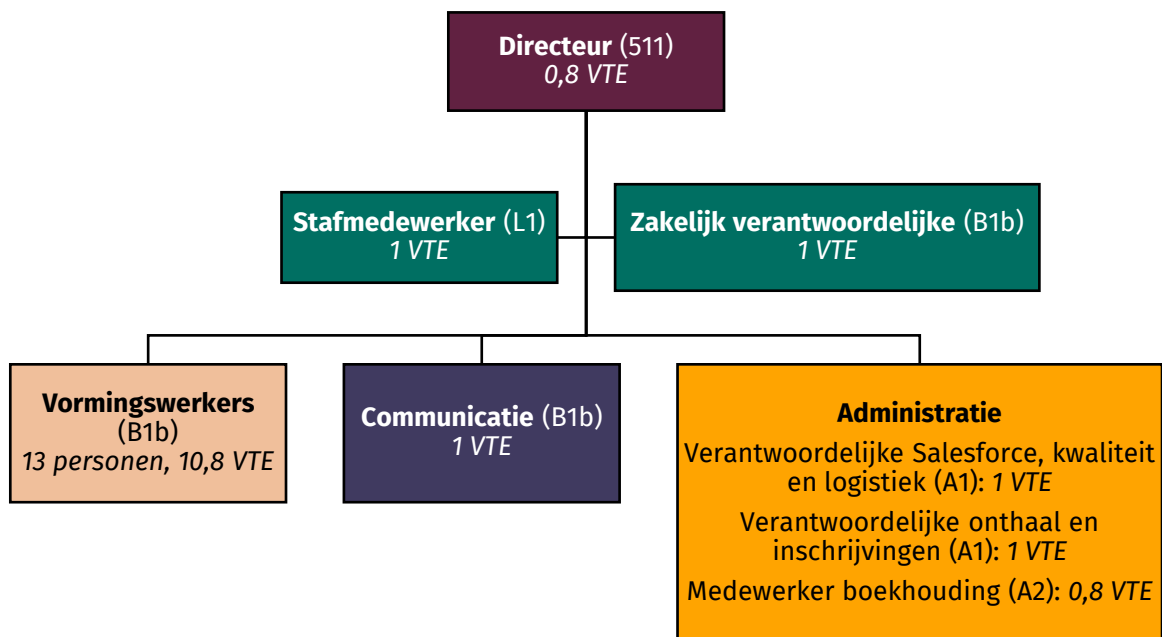 Directeur (511)
0,8 VTE
Stafmedewerker (L1)
1 VTE
Zakelijk verantwoordelijke (B1b)
1 VTE
Vormingswerkers
(B1b)
13 personen, 10,8 VTE
Communicatie (B1b)
1 VTE
Administratie
Verantwoordelijke Salesforce, kwaliteit
en logistiek (A1): 1 VTE
Verantwoordelijke onthaal en
inschrijvingen (A1): 1 VTE
Medewerker boekhouding (A2): 0,8 VTE